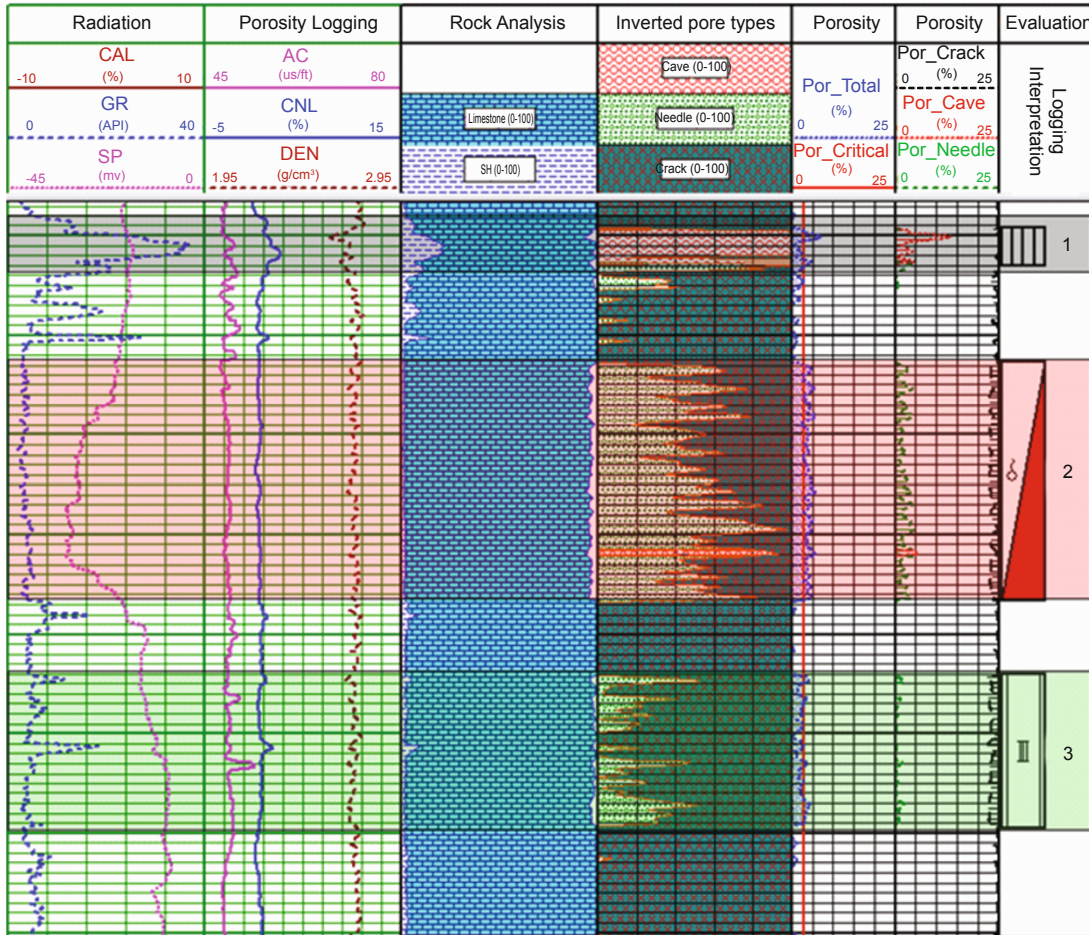 Radiation
Porosity Logging
Rock Analysis
Inverted pore types
Porosity
Porosity
Evaluation
CAL
(%)
-10 10
GR
(API)
0 40
SP
(mv)
-45 0
AC
(us/ft)
45 80
CNL
(%)
-5 15
DEN
(g/cm³)
1.95 2.95
Limestone (0-100)
SH (0-100)
Cave (0-100)
Needle (0-100)
Crack (0-100)
Por_Total
(%)
0 25
Por_Critical
(%)
0 25
Por_Crack
(%)
0 25
Por_Cave
(%)
0 25
Por_Needle
(%)
0 25
Logging
Interpretation
1
2
3
III